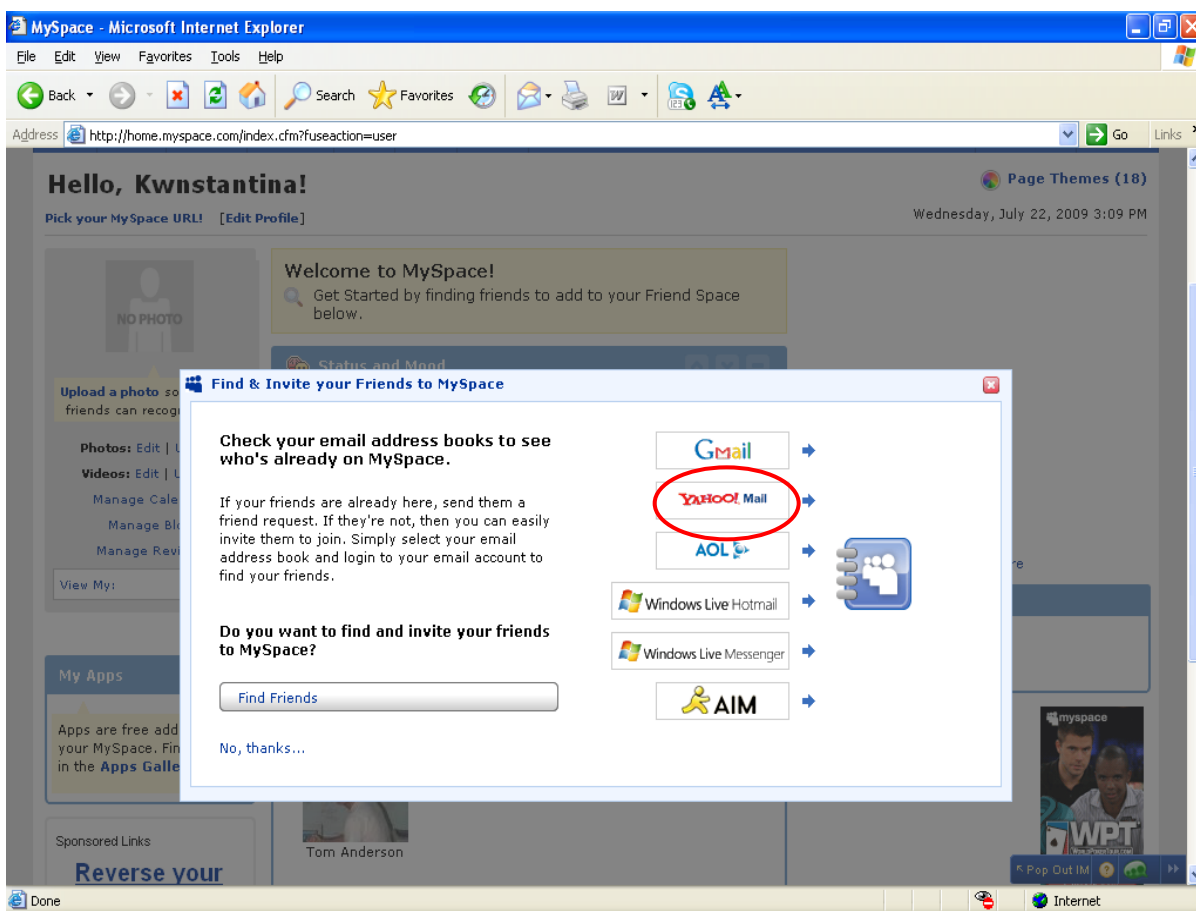 MySpace - Microsoft Internet Explorer
File Edit View Favorites Tools Help
Back Search Favorites
Address http://home.myspace.com/index.cfm?fuseaction=user Go Links
Hello, Kwnstantina!
Page Themes (18)
Pick your MySpace URL! [Edit Profile]
Wednesday, July 22, 2009 3:09 PM
NO PHOTO
Welcome to MySpace!
Get Started by finding friends to add to your Friend Space
below.
Status and Mood
Upload a photo so
friends can recog
Photos: Edit |
Videos: Edit |
Manage Cale
Manage Blo
Manage Revi
View My:
My Apps
Apps are free add
your MySpace. Fin
in the Apps Galle
Sponsored Links
Reverse your
Find & Invite your Friends to MySpace
Check your email address books to see
who's already on MySpace.
If your friends are already here, send them a
friend request. If they're not, then you can easily
invite them to join. Simply select your email
address book and login to your email account to
find your friends.
Do you want to find and invite your friends
to MySpace?
Find Friends
No, thanks...
Gmail
YAHOO! Mail
AOL
Windows Live Hotmail
Windows Live Messenger
AIM
re
Tom Anderson
myspace
WPT
Pop Out IM
Done
Internet